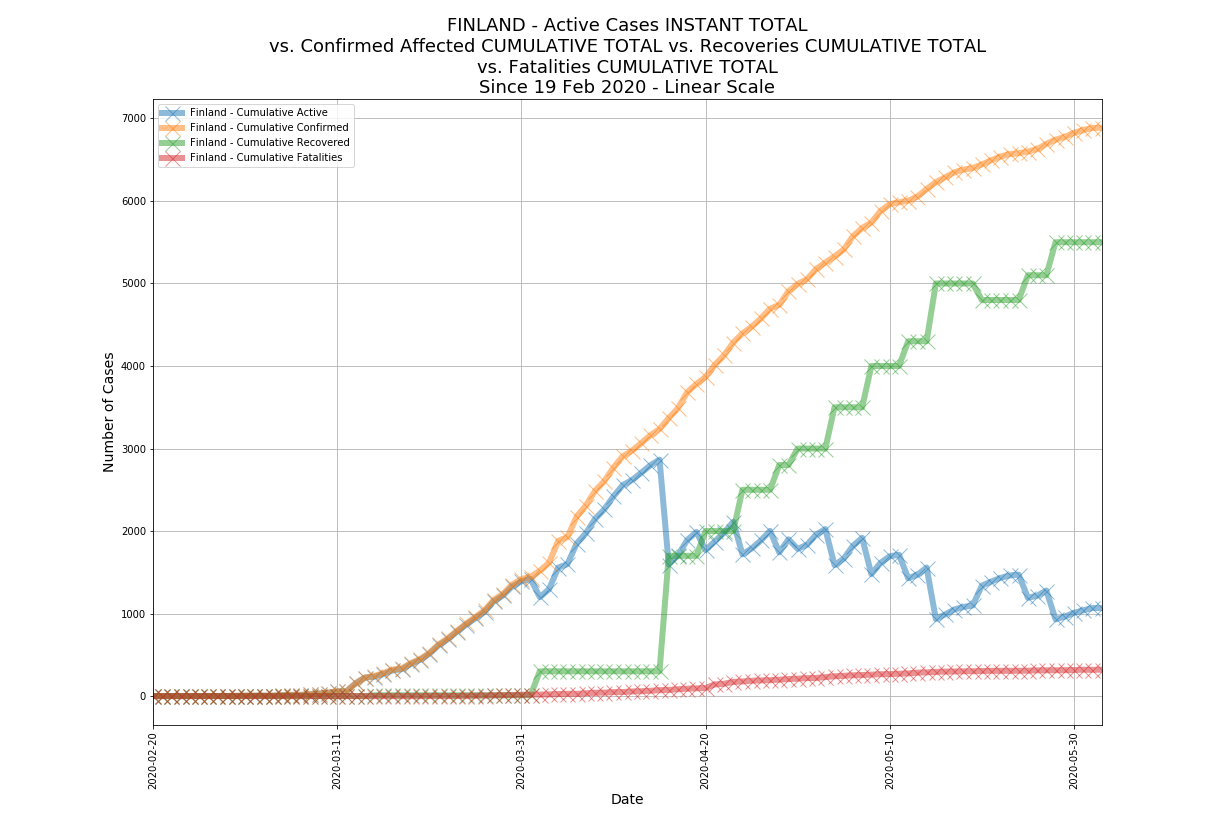 FINLAND - Active Cases INSTANT TOTAL
vs. Confirmed Affected CUMULATIVE TOTAL vs. Recoveries CUMULATIVE TOTAL
vs. Fatalities CUMULATIVE TOTAL
Since 19 Feb 2020 - Linear Scale
Finland - Cumulative Active
Finland - Cumulative Confirmed
Finland - Cumulative Recovered
Finland - Cumulative Fatalities
7000
6000
5000
4000
3000
2000
1000
0
Number of Cases
2020-02-20
2020-03-11
2020-03-31
2020-04-20
2020-05-10
2020-05-30
Date